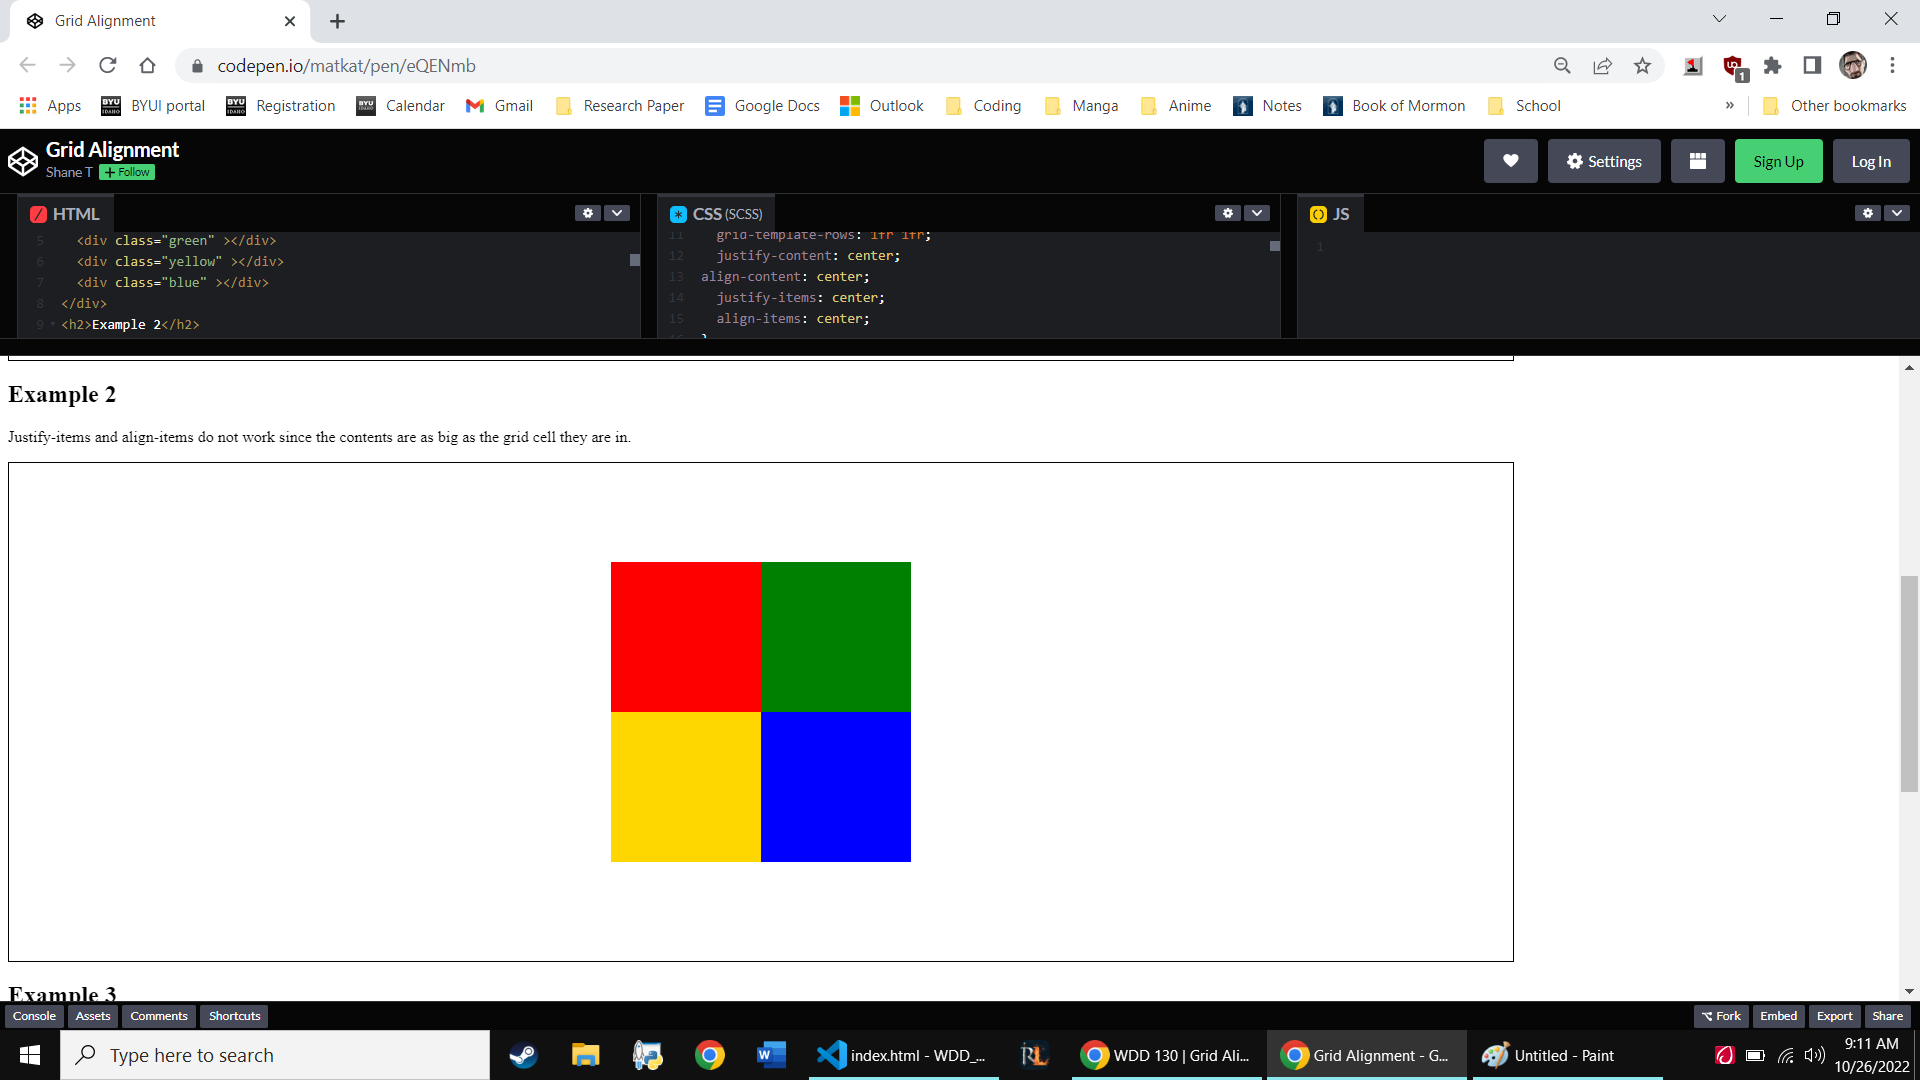 Grid Alignment
codepen.io/matkat/pen/eQENmb
1
Apps
BYUI portal
Registration
Calendar
Gmail
Research Paper
Google Docs
Outlook
Coding
Manga
Anime
Notes
Book of Mormon
School
»
Other bookmarks
Grid Alignment
Shane T + Follow
Settings
Sign Up
Log In
HTML
5 <div class="green" ></div>
6 <div class="yellow" ></div>
7 <div class="blue" ></div>
8 </div>
9 <h2>Example 2</h2>
CSS (SCSS)
11 grid-template-rows: 1fr 1fr;
12 justify-content: center;
13 align-content: center;
14 justify-items: center;
15 align-items: center;
JS
1
Example 2
Justify-items and align-items do not work since the contents are as big as the grid cell they are in.
Example 3
Console Assets Comments Shortcuts
Fork Embed Export Share
Type here to search
index.html - WDD_...
RL
WDD 130 | Grid Ali...
Grid Alignment - G...
Untitled - Paint
9:11 AM
10/26/2022